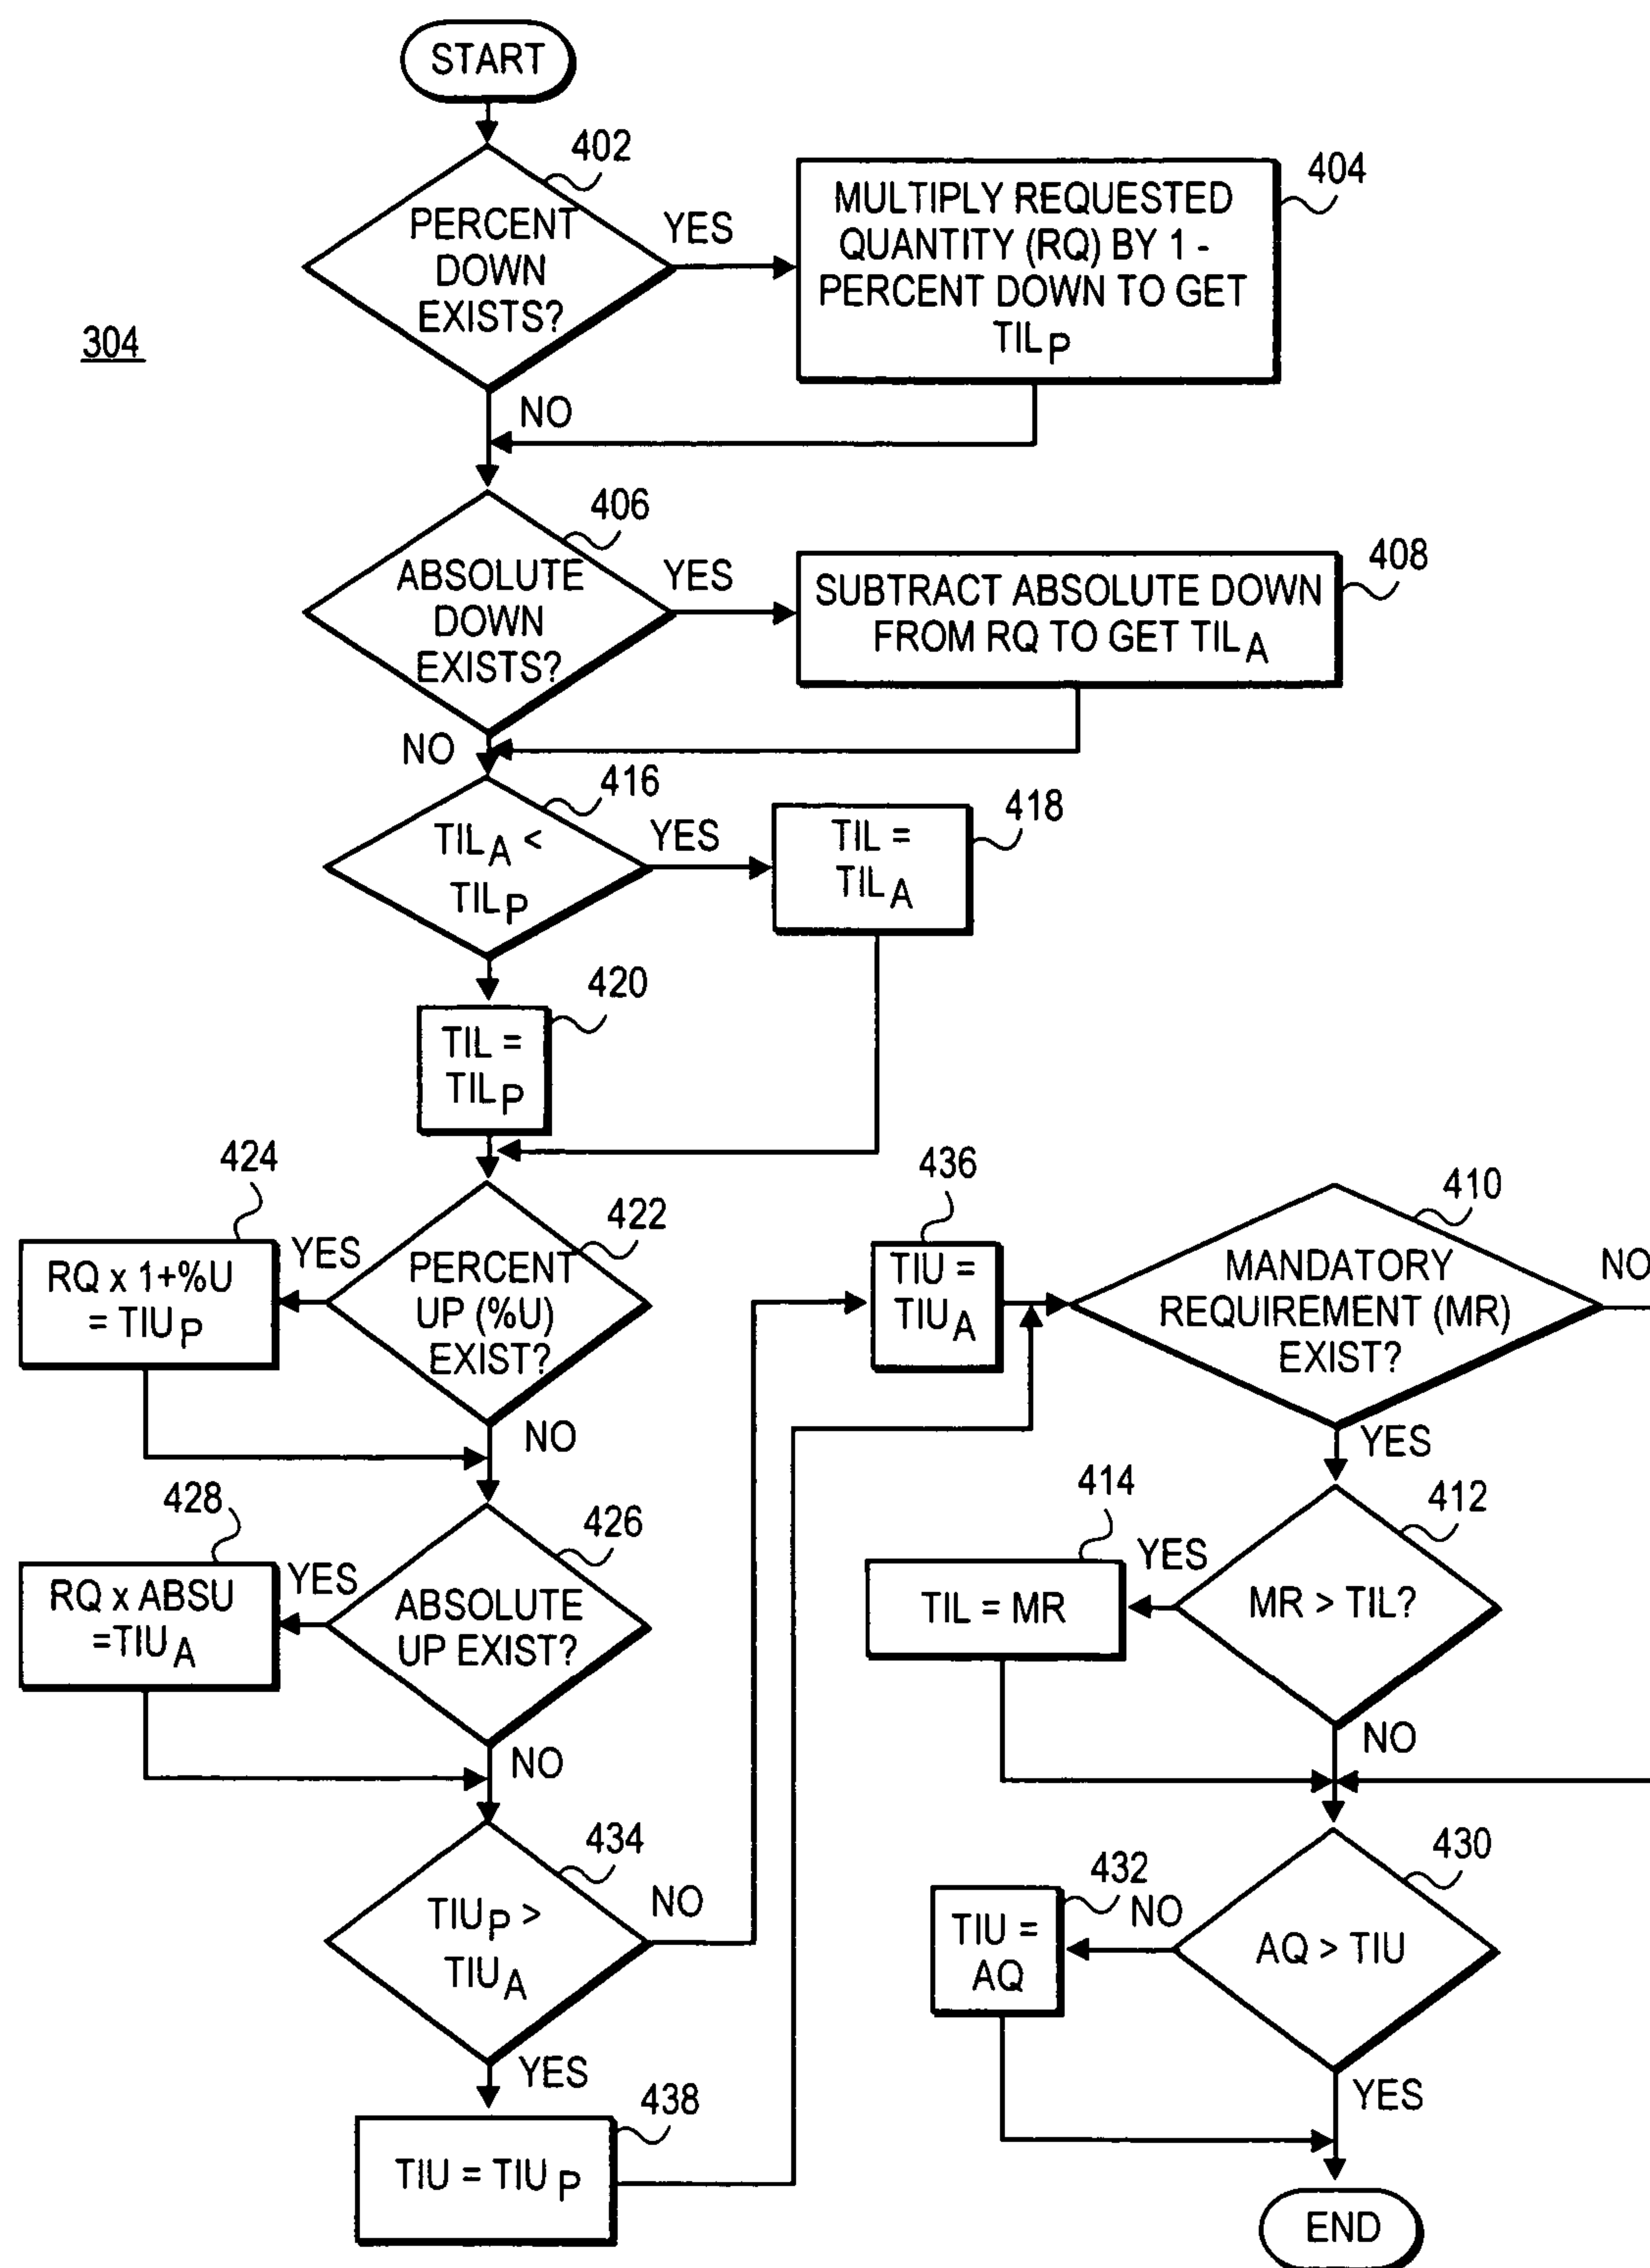 START
402
PERCENT
DOWN
EXISTS?
YES
404
MULTIPLY REQUESTED
QUANTITY (RQ) BY 1 -
PERCENT DOWN TO GET
TIL P
304
NO
406
ABSOLUTE
DOWN
EXISTS?
YES
408
SUBTRACT ABSOLUTE DOWN
FROM RQ TO GET TIL A
NO
416
TIL A <
TIL P
YES
418
TIL =
TIL A
420
TIL =
TIL P
424
RQ x 1+%U
= TIU P
YES
422
PERCENT
UP (%U)
EXIST?
NO
428
RQ x ABSU
=TIU A
YES
426
ABSOLUTE
UP EXIST?
NO
434
TIU P >
TIU A
NO
YES
438
TIU = TIU P
436
TIU =
TIU A
410
MANDATORY
REQUIREMENT (MR)
EXIST?
NO
YES
414
TIL = MR
YES
412
MR > TIL?
NO
432
TIU =
AQ
NO
430
AQ > TIU
YES
END